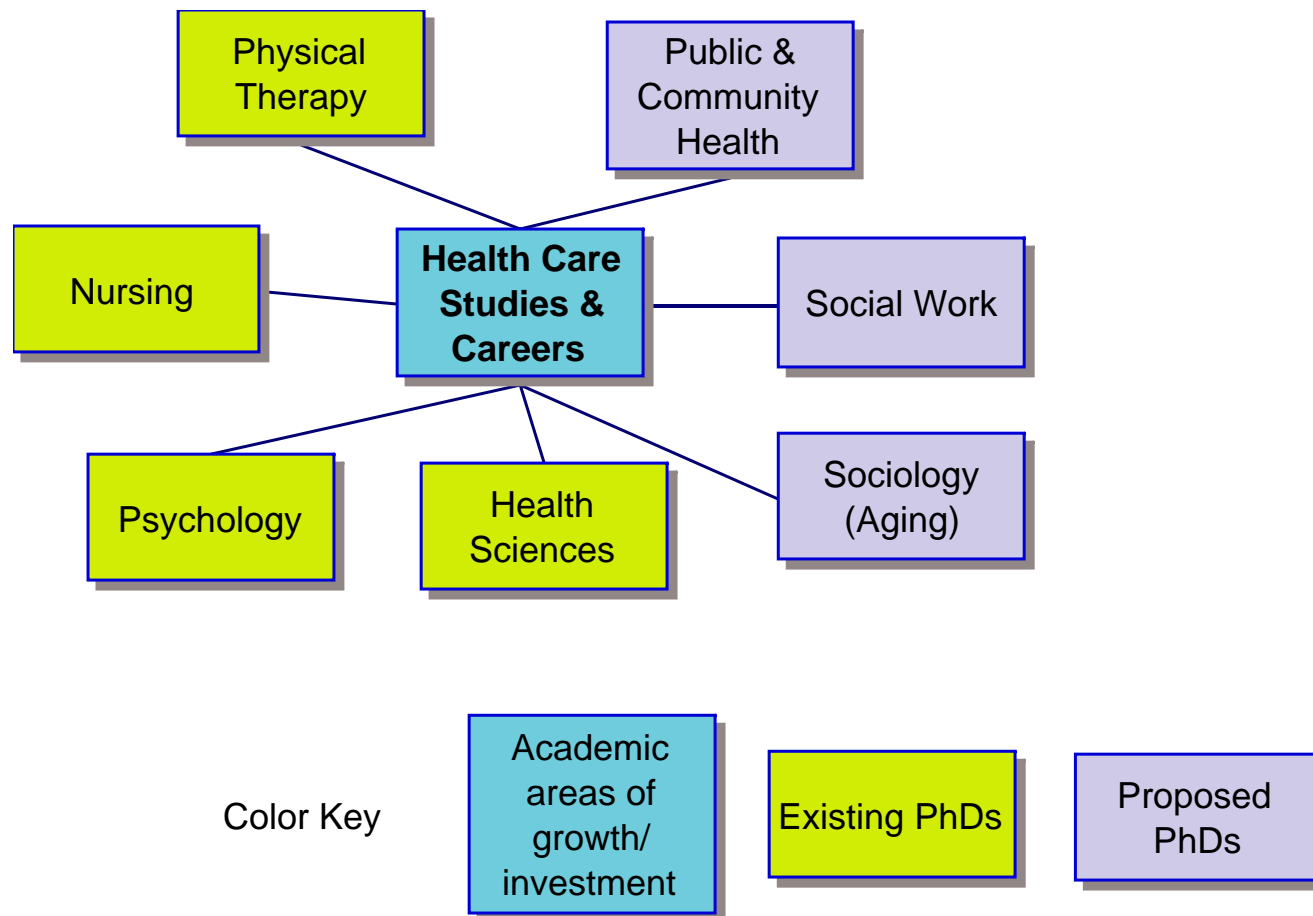 Physical
Therapy
Public &
Community
Health
Nursing
Health Care
Studies &
Careers
Social Work
Psychology
Health
Sciences
Sociology
(Aging)
Color Key
Academic
areas of
growth/
investment
Existing PhDs
Proposed
PhDs